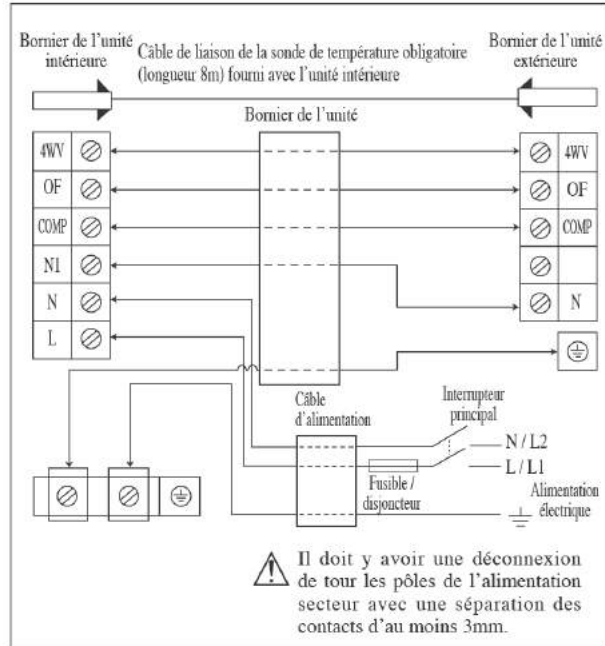 Bornier de l'unité
intérieure
Câble de liaison de la sonde de température obligatoire
(longueur 8m) fourni avec l'unité intérieure
Bornier de l'unité
extérieure
Bornier de l'unité
4WV
OF
COMP
N1
N
L
4WV
OF
COMP
N
Câble
d'alimentation
Interrupteur
principal
N / L2
L / L1
Fusible /
disjoncteur
Alimentation
électrique
Il doit y avoir une déconnexion
de tour les pôles de l'alimentation
secteur avec une séparation des
contacts d'au moins 3mm.